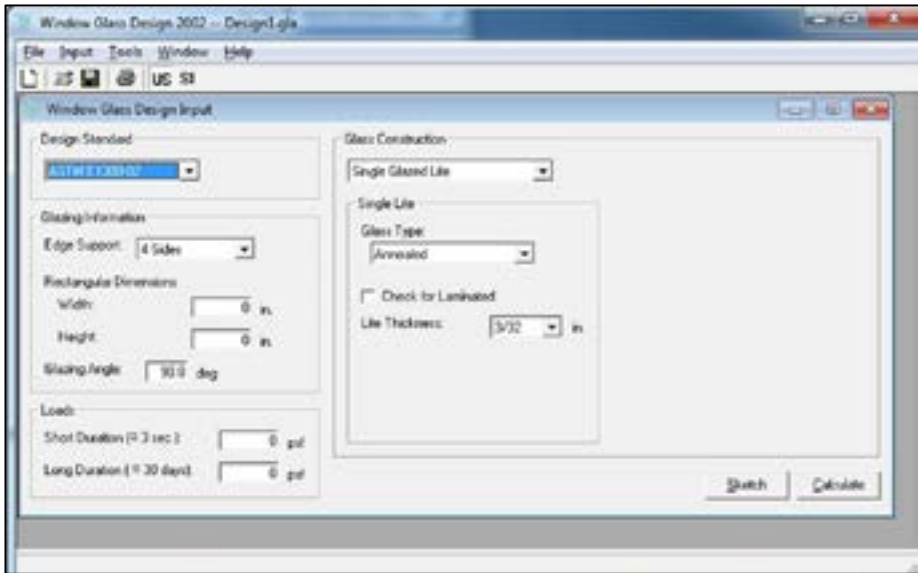 Window Glass Design 2002 -- Design1.gla
File Input Tools Window Help
US SI
Window Glass Design Input
Design Standard
ASTM E1300-02
Glazing Information
Edge Support: 4 Sides
Rectangular Dimensions
Width: 0 in.
Height: 0 in.
Glazing Angle: 90.0 deg
Loads
Short Duration (= 3 sec.) 0 psf
Long Duration (= 30 days) 0 psf
Glass Construction
Single Glazed Lite
Single Lite
Glass Type:
Annealed
Check for Laminated
Lite Thickness: 3/32 in
Sketch Calculate